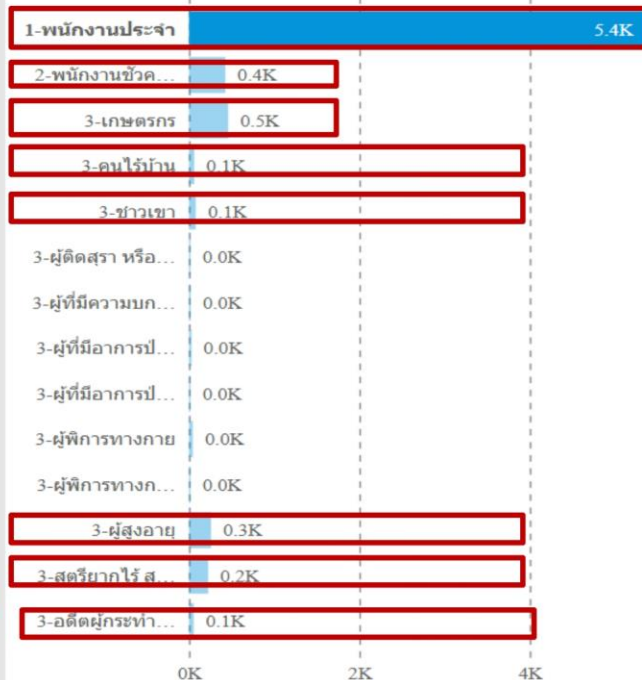 1-พนักงานประจำ 5.4K
2-พนักงานชั่วค... 0.4K
3-เกษตรกร 0.5K
3-คนไร้บ้าน 0.1K
3-ชาวเขา 0.1K
3-ผู้ติดสุรา หรือ... 0.0K
3-ผู้ที่มีความบก... 0.0K
3-ผู้ที่มีอาการป่... 0.0K
3-ผู้ที่มีอาการป่... 0.0K
3-ผู้พิการทางกาย 0.0K
3-ผู้พิการทางก... 0.0K
3-ผู้สูงอายุ 0.3K
3-สตรียากไร้ ส... 0.2K
3-อดีตผู้กระทำ... 0.1K
0K 2K 4K